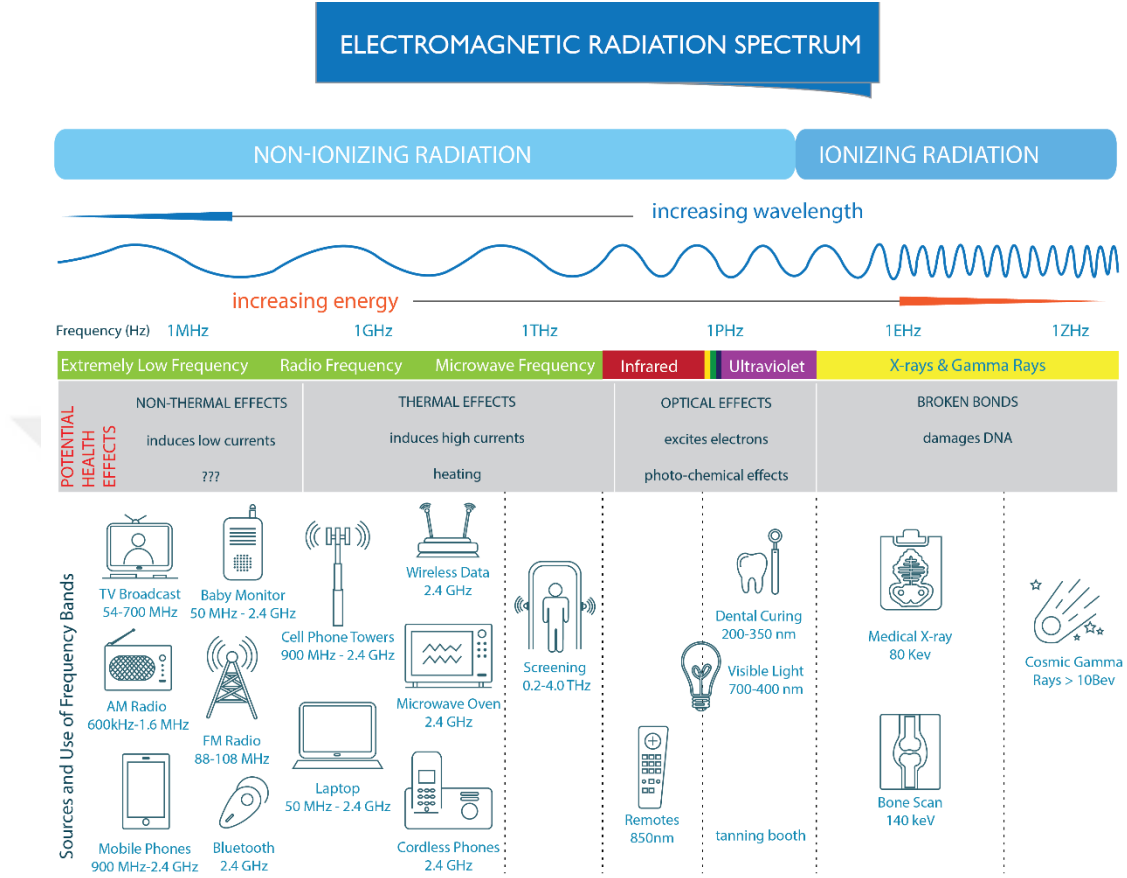 ELECTROMAGNETIC RADIATION SPECTRUM
NON-IONIZING RADIATION
IONIZING RADIATION
increasing wavelength
increasing energy
Frequency (Hz) 1MHz 1GHz 1THz 1PHz 1EHz 1ZHz
Extremely Low Frequency Radio Frequency Microwave Frequency Infrared Ultraviolet X-rays & Gamma Rays
POTENTIAL
HEALTH
EFFECTS
NON-THERMAL EFFECTS
induces low currents
???
THERMAL EFFECTS
induces high currents
heating
OPTICAL EFFECTS
excites electrons
photo-chemical effects
BROKEN BONDS
damages DNA
Sources and Use of Frequency Bands
TV Broadcast
54-700 MHz
Baby Monitor
50 MHz - 2.4 GHz
Cell Phone Towers
900 MHz - 2.4 GHz
Wireless Data
2.4 GHz
Screening
0.2-4.0 THz
Dental Curing
200-350 nm
Visible Light
700-400 nm
Medical X-ray
80 Kev
Cosmic Gamma
Rays > 10Bev
AM Radio
600kHz-1.6 MHz
FM Radio
88-108 MHz
Microwave Oven
2.4 GHz
Laptop
50 MHz - 2.4 GHz
Mobile Phones
900 MHz-2.4 GHz
Bluetooth
2.4 GHz
Cordless Phones
2.4 GHz
Remotes
850nm
tanning booth
Bone Scan
140 keV